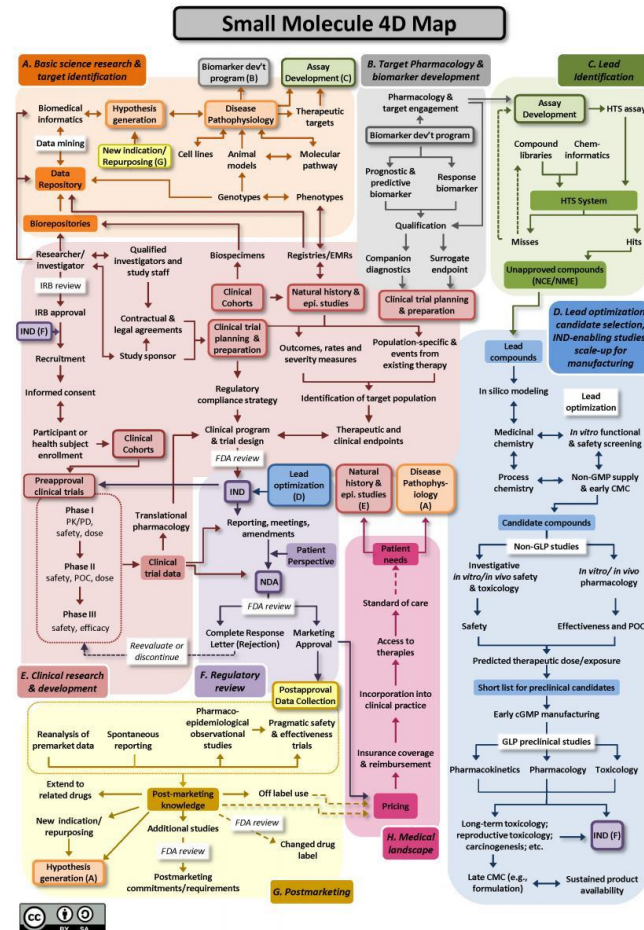 Small Molecule 4D Map
A. Basic science research &
target identification
Biomarker dev't
program (B)
Assay
Development (C)
Biomedical
informatics
Hypothesis
generation
Disease
Pathophysiology
Therapeutic
targets
Data mining
New indication/
Repurposing (G)
Cell lines
Animal
models
Molecular
pathway
Data
Repository
Genotypes
Phenotypes
Biorepositories
B. Target Pharmacology &
biomarker development
Pharmacology &
target engagement
Biomarker dev't program
Prognostic &
predictive
biomarker
Response
biomarker
Qualification
Companion
diagnostics
Surrogate
endpoint
Clinical trial planning
& preparation
C. Lead
Identification
Assay
Development
HTS assay
Compound
libraries
Chem-
informatics
HTS System
Misses
Hits
Unapproved compounds
(NCE/NME)
D. Lead optimization,
candidate selection,
IND-enabling studies,
scale-up for
manufacturing
Lead
compounds
In silico modeling
Lead
optimization
Medicinal
chemistry
In vitro functional
& safety screening
Process
chemistry
Non-GMP supply
& early CMC
Candidate compounds
Non-GLP studies
Investigative
in vitro/in vivo safety
& toxicology
In vitro/ in vivo
pharmacology
Safety
Effectiveness and POC
Predicted therapeutic dose/exposure
Short list for preclinical candidates
Early cGMP manufacturing
GLP preclinical studies
Pharmacokinetics
Pharmacology
Toxicology
Long-term toxicology;
reproductive toxicology;
carcinogenesis; etc.
IND (F)
Late CMC (e.g.,
formulation)
Sustained product
availability
Researcher/
investigator
Qualified
investigators and
study staff
Biospecimens
Registries/EMRs
IRB review
IRB approval
Clinical
Cohorts
Natural history &
epi. studies
IND (F)
Contractual &
legal agreements
Clinical trial
planning &
preparation
Recruitment
Study sponsor
Outcomes, rates and
severity measures
Population-specific &
events from
existing therapy
Informed consent
Regulatory
compliance strategy
Identification of target population
Participant or
health subject
enrollment
Clinical
Cohorts
Clinical program
& trial design
Therapeutic and
clinical endpoints
Preapproval
clinical trials
FDA review
Phase I
PK/PD,
safety, dose
Phase II
safety, POC, dose
Phase III
safety, efficacy
Translational
pharmacology
Clinical
trial data
Reevaluate or
discontinue
E. Clinical research
& development
IND
Lead
optimization
(D)
Reporting, meetings,
amendments
Patient
Perspective
NDA
FDA review
Complete Response
Letter (Rejection)
Marketing
Approval
F. Regulatory
review
Postapproval
Data Collection
Natural
history &
epi. studies
(E)
Disease
Pathophys-
iology
(A)
Patient
needs
Standard of care
Access to
therapies
Incorporation into
clinical practice
Insurance coverage
& reimbursement
Pricing
H. Medical
landscape
Reanalysis of
premarket data
Spontaneous
reporting
Pharmaco-
epidemiological
observational
studies
Pragmatic safety
& effectiveness
trials
Extend to
related drugs
Post-marketing
knowledge
Off label use
New indication/
repurposing
Additional studies
FDA review
Changed drug
label
FDA review
Hypothesis
generation (A)
Postmarketing
commitments/requirements
G. Postmarketing
cc
BY SA